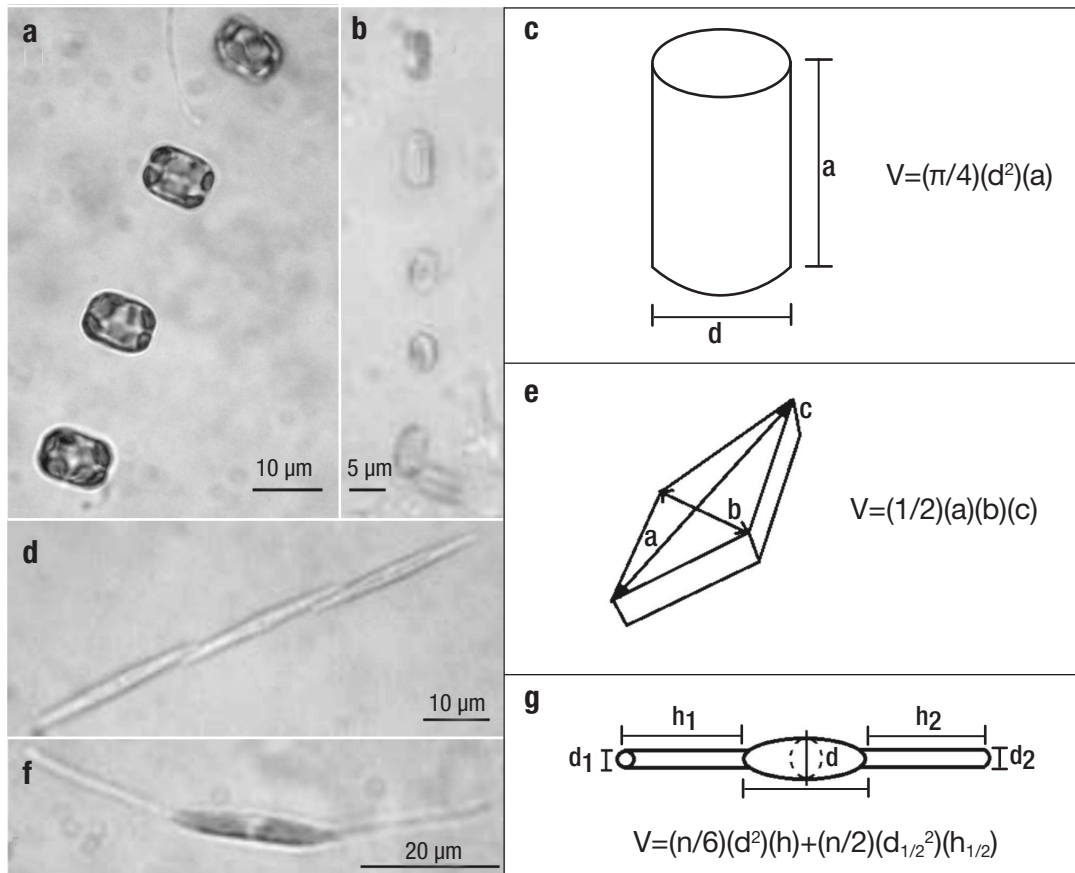 a
10 µm
b
5 µm
c
a
d
V=(π/4)(d²)(a)
d
10 µm
e
c
b
a
V=(1/2)(a)(b)(c)
f
20 µm
g
h₁
h₂
d₁
d
d₂
V=(n/6)(d²)(h)+(n/2)(d₁/₂²)(h₁/₂)